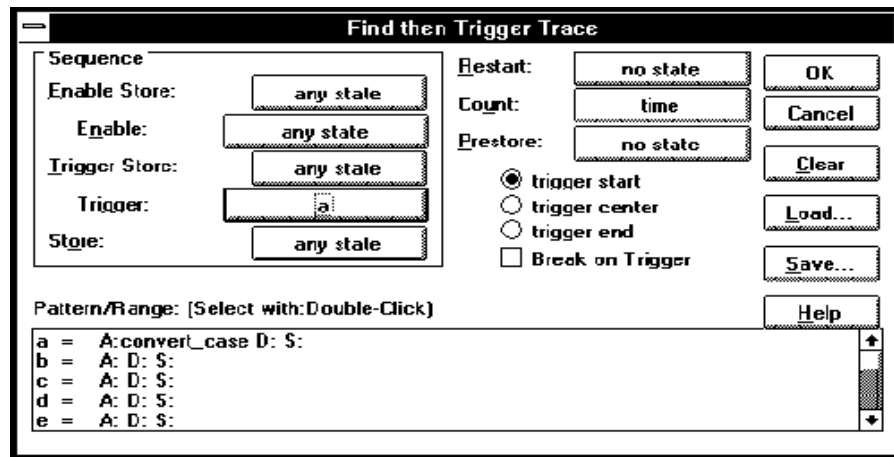 Find then Trigger Trace
Sequence
Enable Store: any state
Enable: any state
Trigger Store: any state
Trigger: a
Store: any state
Restart: no state
Count: time
Prestore: no state
trigger start
trigger center
trigger end
Break on Trigger
OK
Cancel
Clear
Load...
Save...
Help
Pattern/Range: (Select with:Double-Click)
a = A:convert_case D: S:
b = A: D: S:
c = A: D: S:
d = A: D: S:
e = A: D: S: